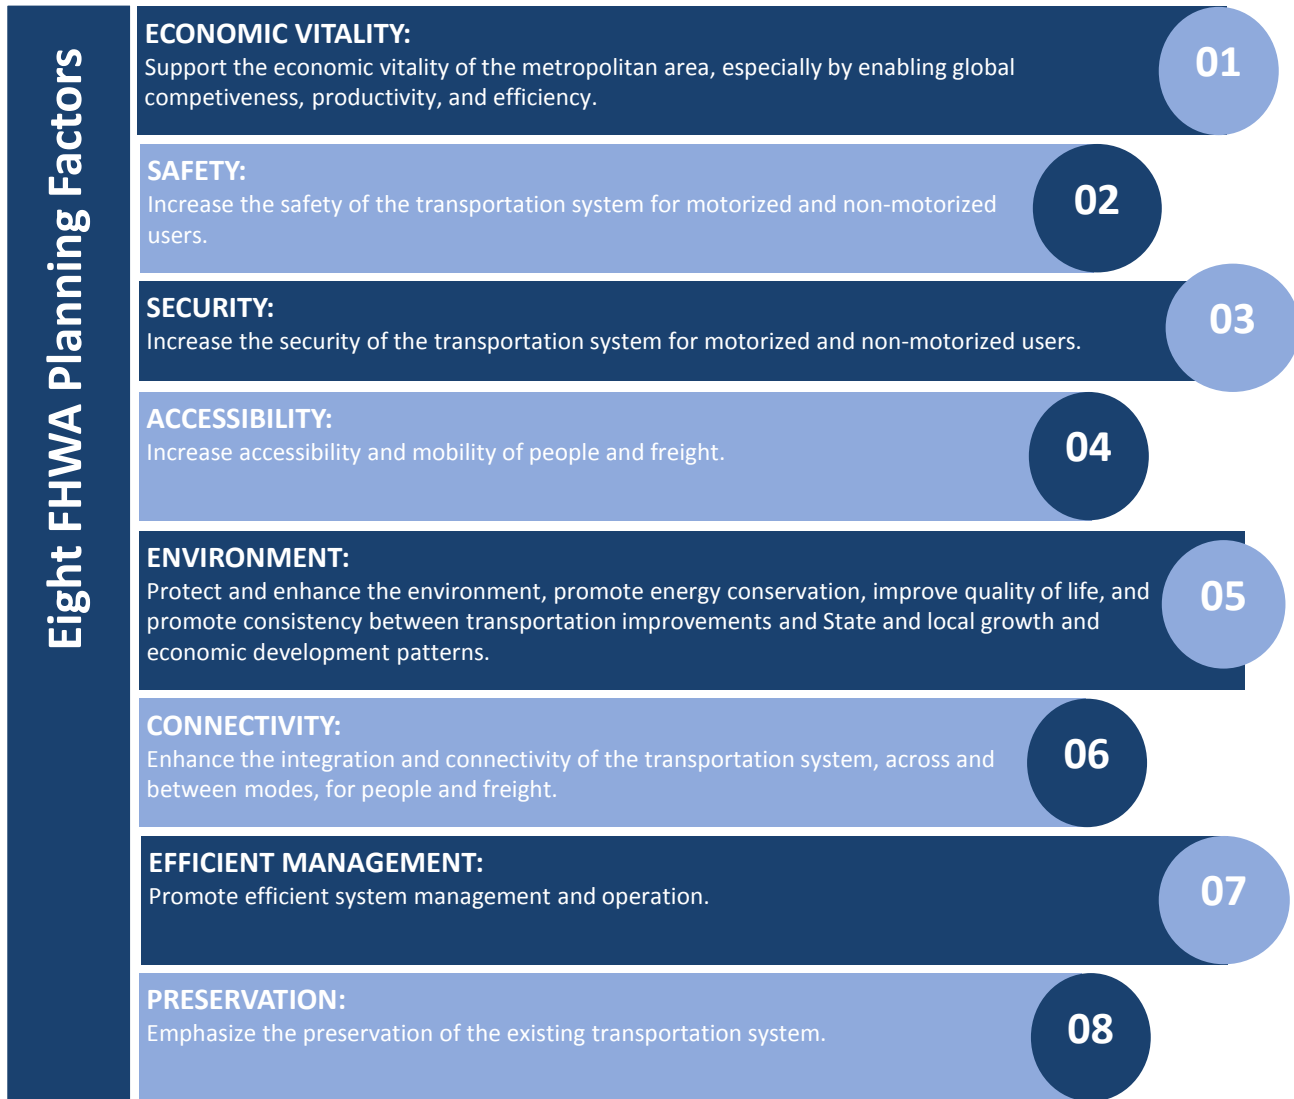 Eight FHWA Planning Factors
ECONOMIC VITALITY:
Support the economic vitality of the metropolitan area, especially by enabling global
competiveness, productivity, and efficiency.
01
SAFETY:
Increase the safety of the transportation system for motorized and non-motorized
users.
02
SECURITY:
Increase the security of the transportation system for motorized and non-motorized users.
03
ACCESSIBILITY:
Increase accessibility and mobility of people and freight.
04
ENVIRONMENT:
Protect and enhance the environment, promote energy conservation, improve quality of life, and
promote consistency between transportation improvements and State and local growth and
economic development patterns.
05
CONNECTIVITY:
Enhance the integration and connectivity of the transportation system, across and
between modes, for people and freight.
06
EFFICIENT MANAGEMENT:
Promote efficient system management and operation.
07
PRESERVATION:
Emphasize the preservation of the existing transportation system.
08